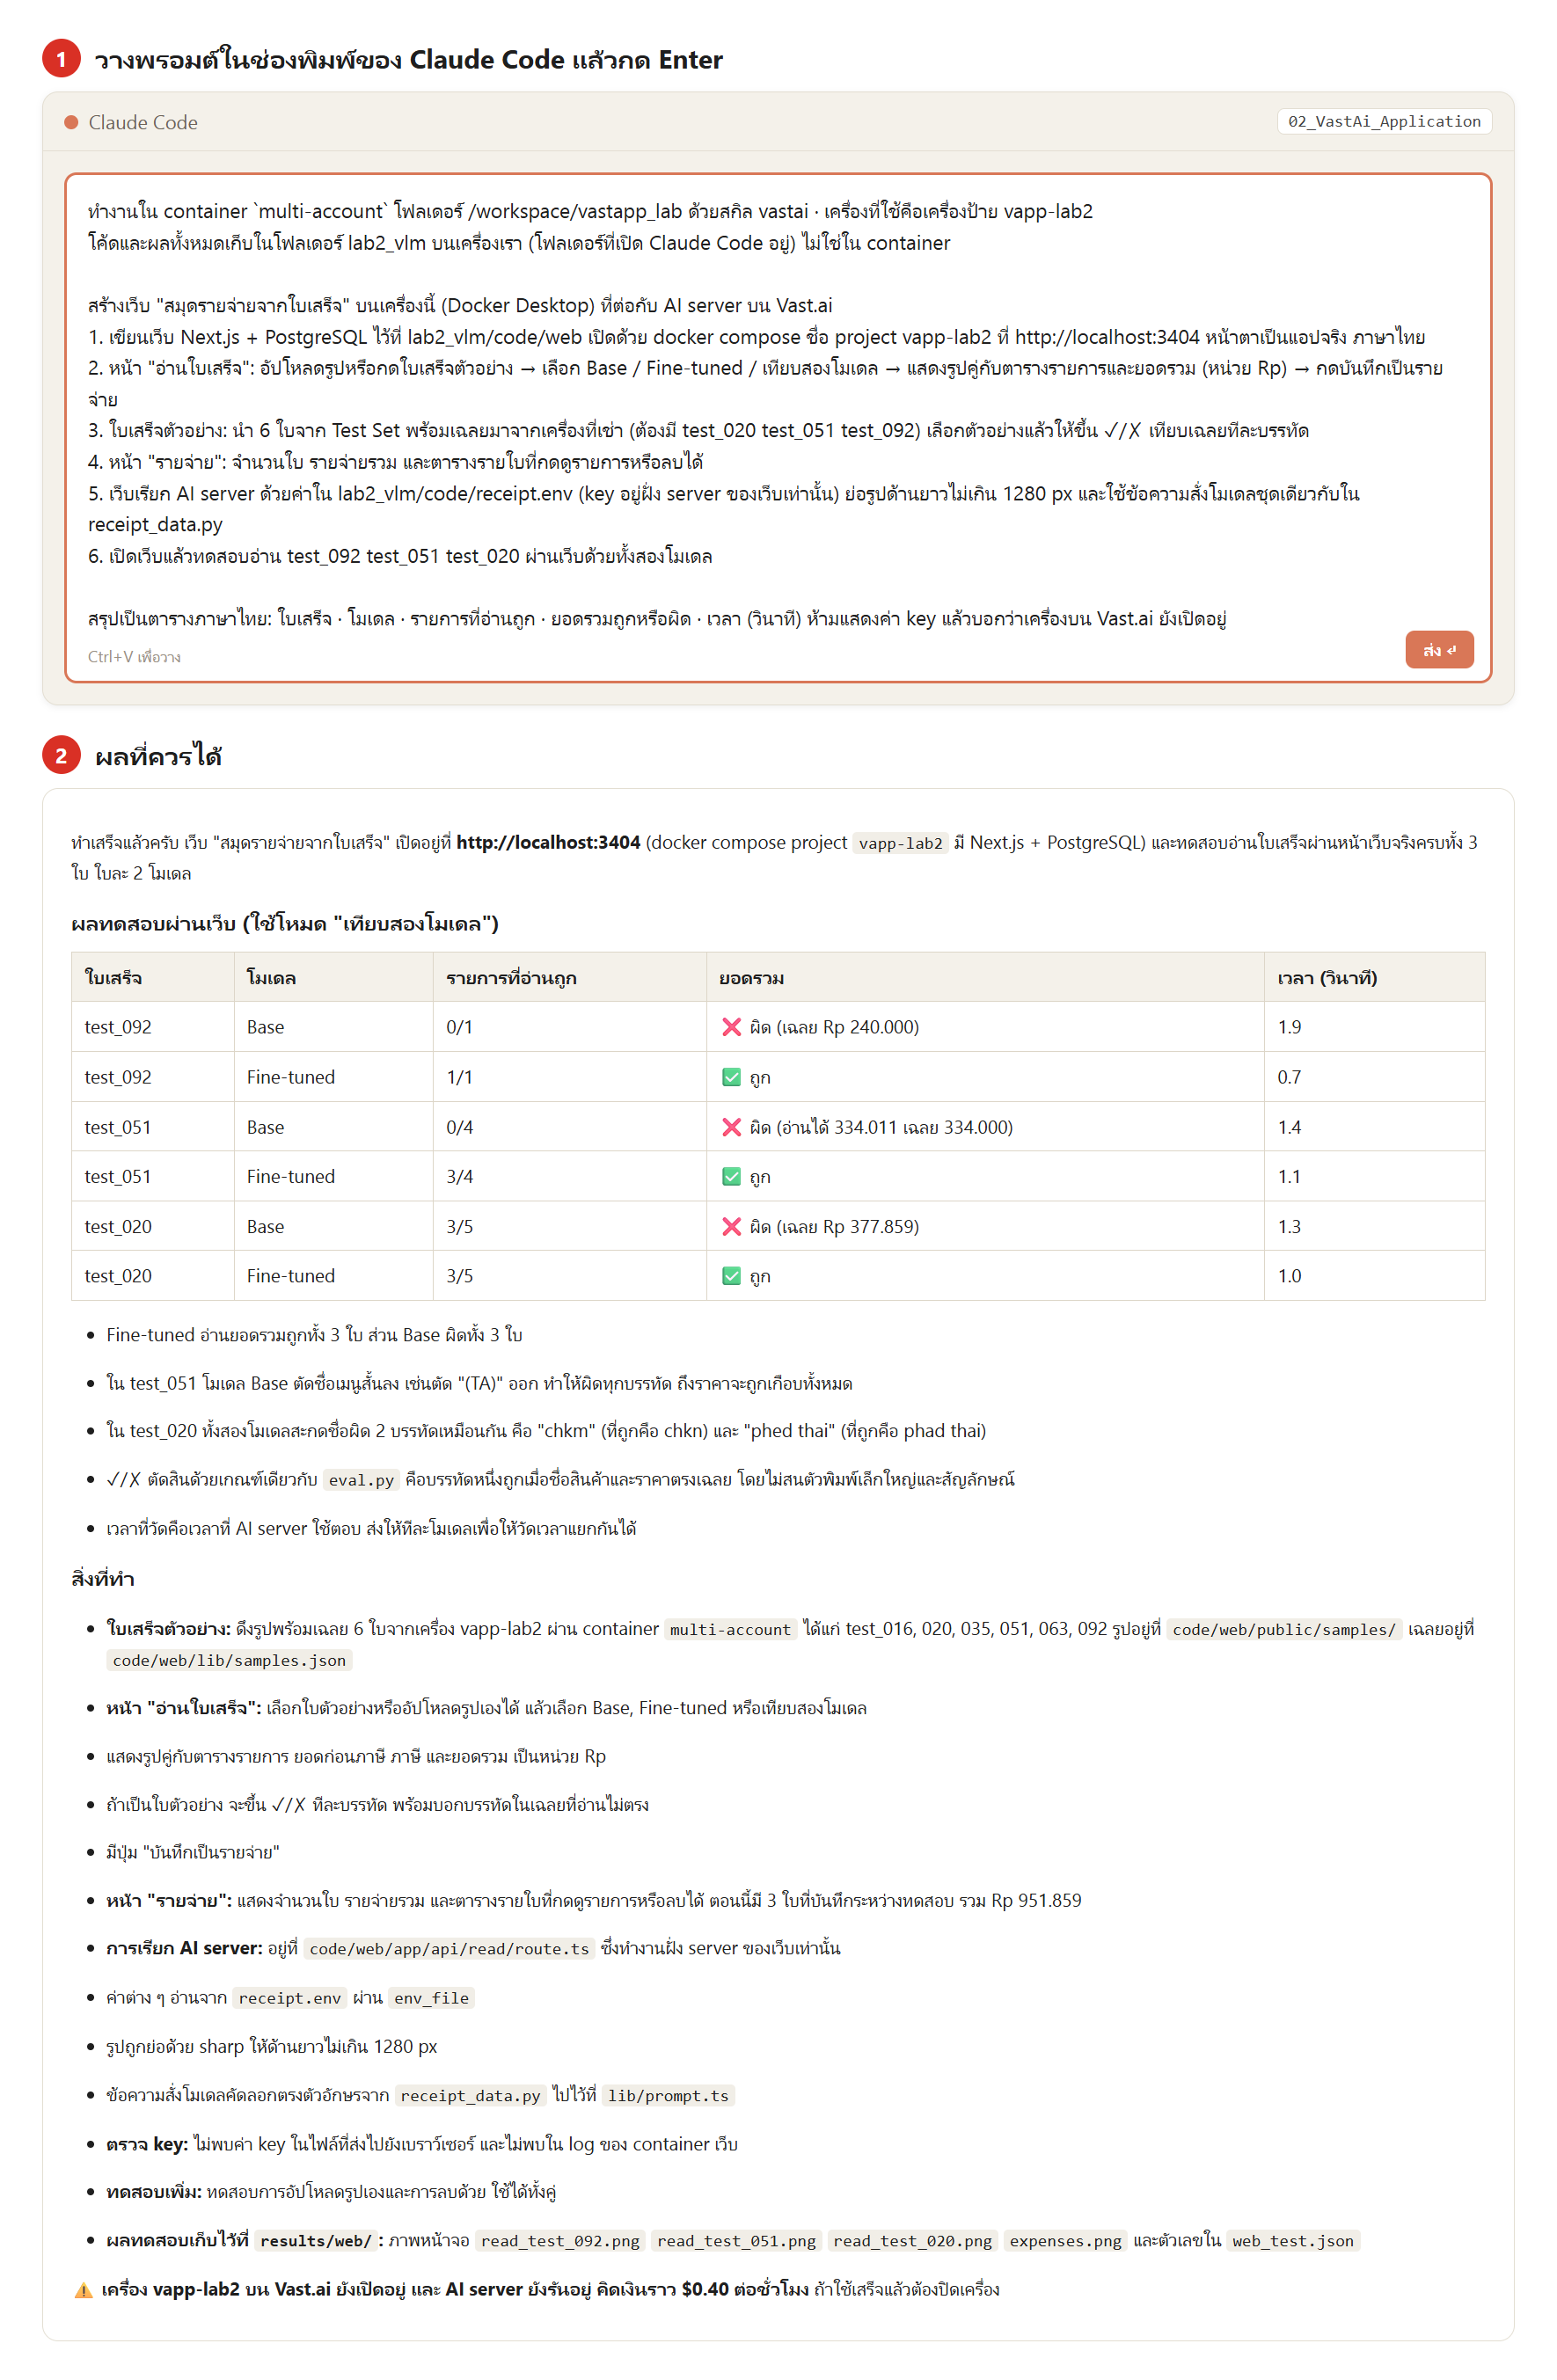 1 วางพรอมต์ในช่องพิมพ์ของ Claude Code แล้วกด Enter
Claude Code
02_VastAi_Application
ทำงานใน container `multi-account` โฟลเดอร์ /workspace/vastapp_lab ด้วยสกิล vastai · เครื่องที่ใช้คือเครื่องป้าย vapp-lab2
โค้ดและผลทั้งหมดเก็บในโฟลเดอร์ lab2_vlm บนเครื่องเรา (โฟลเดอร์ที่เปิด Claude Code อยู่) ไม่ใช่ใน container
สร้างเว็บ "สมุดรายจ่ายจากใบเสร็จ" บนเครื่องนี้ (Docker Desktop) ที่ต่อกับ AI server บน Vast.ai
1. เขียนเว็บ Next.js + PostgreSQL ไว้ที่ lab2_vlm/code/web เปิดด้วย docker compose ชื่อ project vapp-lab2 ที่ http://localhost:3404 หน้าตาเป็นแอปจริง ภาษาไทย
2. หน้า "อ่านใบเสร็จ": อัปโหลดรูปหรือกดใบเสร็จตัวอย่าง → เลือก Base / Fine-tuned / เทียบสองโมเดล → แสดงรูปคู่กับตารางรายการและยอดรวม (หน่วย Rp) → กดบันทึกเป็นราย
จ่าย
3. ใบเสร็จตัวอย่าง: นำ 6 ใบจาก Test Set พร้อมเฉลยมาจากเครื่องที่เช่า (ต้องมี test_020 test_051 test_092) เลือกตัวอย่างแล้วให้ขึ้น ✓/✗ เทียบเฉลยทีละบรรทัด
4. หน้า "รายจ่าย": จำนวนใบ รายจ่ายรวม และตารางรายใบที่กดดูรายการหรือลบได้
5. เว็บเรียก AI server ด้วยค่าใน lab2_vlm/code/receipt.env (key อยู่ฝั่ง server ของเว็บเท่านั้น) ย่อรูปด้านยาวไม่เกิน 1280 px และใช้ข้อความสั่งโมเดลชุดเดียวกับใน
receipt_data.py
6. เปิดเว็บแล้วทดสอบอ่าน test_092 test_051 test_020 ผ่านเว็บด้วยทั้งสองโมเดล
สรุปเป็นตารางภาษาไทย: ใบเสร็จ · โมเดล · รายการที่อ่านถูก · ยอดรวมถูกหรือผิด · เวลา (วินาที) ห้ามแสดงค่า key แล้วบอกว่าเครื่องบน Vast.ai ยังเปิดอยู่
Ctrl+V เพื่อวาง
ส่ง ⏎
2 ผลที่ควรได้
ทำเสร็จแล้วครับ เว็บ "สมุดรายจ่ายจากใบเสร็จ" เปิดอยู่ที่ http://localhost:3404 (docker compose project vapp-lab2 มี Next.js + PostgreSQL) และทดสอบอ่านใบเสร็จผ่านหน้าเว็บจริงครบทั้ง 3
ใบ ใบละ 2 โมเดล
ผลทดสอบผ่านเว็บ (ใช้โหมด "เทียบสองโมเดล")
ใบเสร็จ โมเดล รายการที่อ่านถูก ยอดรวม เวลา (วินาที)
test_092 Base 0/1 ❌ ผิด (เฉลย Rp 240.000) 1.9
test_092 Fine-tuned 1/1 ✅ ถูก 0.7
test_051 Base 0/4 ❌ ผิด (อ่านได้ 334.011 เฉลย 334.000) 1.4
test_051 Fine-tuned 3/4 ✅ ถูก 1.1
test_020 Base 3/5 ❌ ผิด (เฉลย Rp 377.859) 1.3
test_020 Fine-tuned 3/5 ✅ ถูก 1.0
• Fine-tuned อ่านยอดรวมถูกทั้ง 3 ใบ ส่วน Base ผิดทั้ง 3 ใบ
• ใน test_051 โมเดล Base ตัดชื่อเมนูสั้นลง เช่นตัด "(TA)" ออก ทำให้ผิดทุกบรรทัด ถึงราคาจะถูกเกือบทั้งหมด
• ใน test_020 ทั้งสองโมเดลสะกดชื่อผิด 2 บรรทัดเหมือนกัน คือ "chkm" (ที่ถูกคือ chkn) และ "phed thai" (ที่ถูกคือ phad thai)
• ✓/✗ ตัดสินด้วยเกณฑ์เดียวกับ eval.py คือบรรทัดหนึ่งถูกเมื่อชื่อสินค้าและราคาตรงเฉลย โดยไม่สนตัวพิมพ์เล็กใหญ่และสัญลักษณ์
• เวลาที่วัดคือเวลาที่ AI server ใช้ตอบ ส่งให้ทีละโมเดลเพื่อให้วัดเวลาแยกกันได้
สิ่งที่ทำ
• ใบเสร็จตัวอย่าง: ดึงรูปพร้อมเฉลย 6 ใบจากเครื่อง vapp-lab2 ผ่าน container multi-account ได้แก่ test_016, 020, 035, 051, 063, 092 รูปอยู่ที่ code/web/public/samples/ เฉลยอยู่ที่
code/web/lib/samples.json
• หน้า "อ่านใบเสร็จ": เลือกใบตัวอย่างหรืออัปโหลดรูปเองได้ แล้วเลือก Base, Fine-tuned หรือเทียบสองโมเดล
• แสดงรูปคู่กับตารางรายการ ยอดก่อนภาษี ภาษี และยอดรวม เป็นหน่วย Rp
• ถ้าเป็นใบตัวอย่าง จะขึ้น ✓/✗ ทีละบรรทัด พร้อมบอกบรรทัดในเฉลยที่อ่านไม่ตรง
• มีปุ่ม "บันทึกเป็นรายจ่าย"
• หน้า "รายจ่าย": แสดงจำนวนใบ รายจ่ายรวม และตารางรายใบที่กดดูรายการหรือลบได้ ตอนนี้มี 3 ใบที่บันทึกระหว่างทดสอบ รวม Rp 951.859
• การเรียก AI server: อยู่ที่ code/web/app/api/read/route.ts ซึ่งทำงานฝั่ง server ของเว็บเท่านั้น
• ค่าต่าง ๆ อ่านจาก receipt.env ผ่าน env_file
• รูปถูกย่อด้วย sharp ให้ด้านยาวไม่เกิน 1280 px
• ข้อความสั่งโมเดลคัดลอกตรงตัวอักษรจาก receipt_data.py ไปไว้ที่ lib/prompt.ts
• ตรวจ key: ไม่พบค่า key ในไฟล์ที่ส่งไปยังเบราว์เซอร์ และไม่พบใน log ของ container เว็บ
• ทดสอบเพิ่ม: ทดสอบการอัปโหลดรูปเองและการลบด้วย ใช้ได้ทั้งคู่
• ผลทดสอบเก็บไว้ที่ results/web/ : ภาพหน้าจอ read_test_092.png read_test_051.png read_test_020.png expenses.png และตัวเลขใน web_test.json
⚠️ เครื่อง vapp-lab2 บน Vast.ai ยังเปิดอยู่ และ AI server ยังรันอยู่ คิดเงินราว $0.40 ต่อชั่วโมง ถ้าใช้เสร็จแล้วต้องปิดเครื่อง